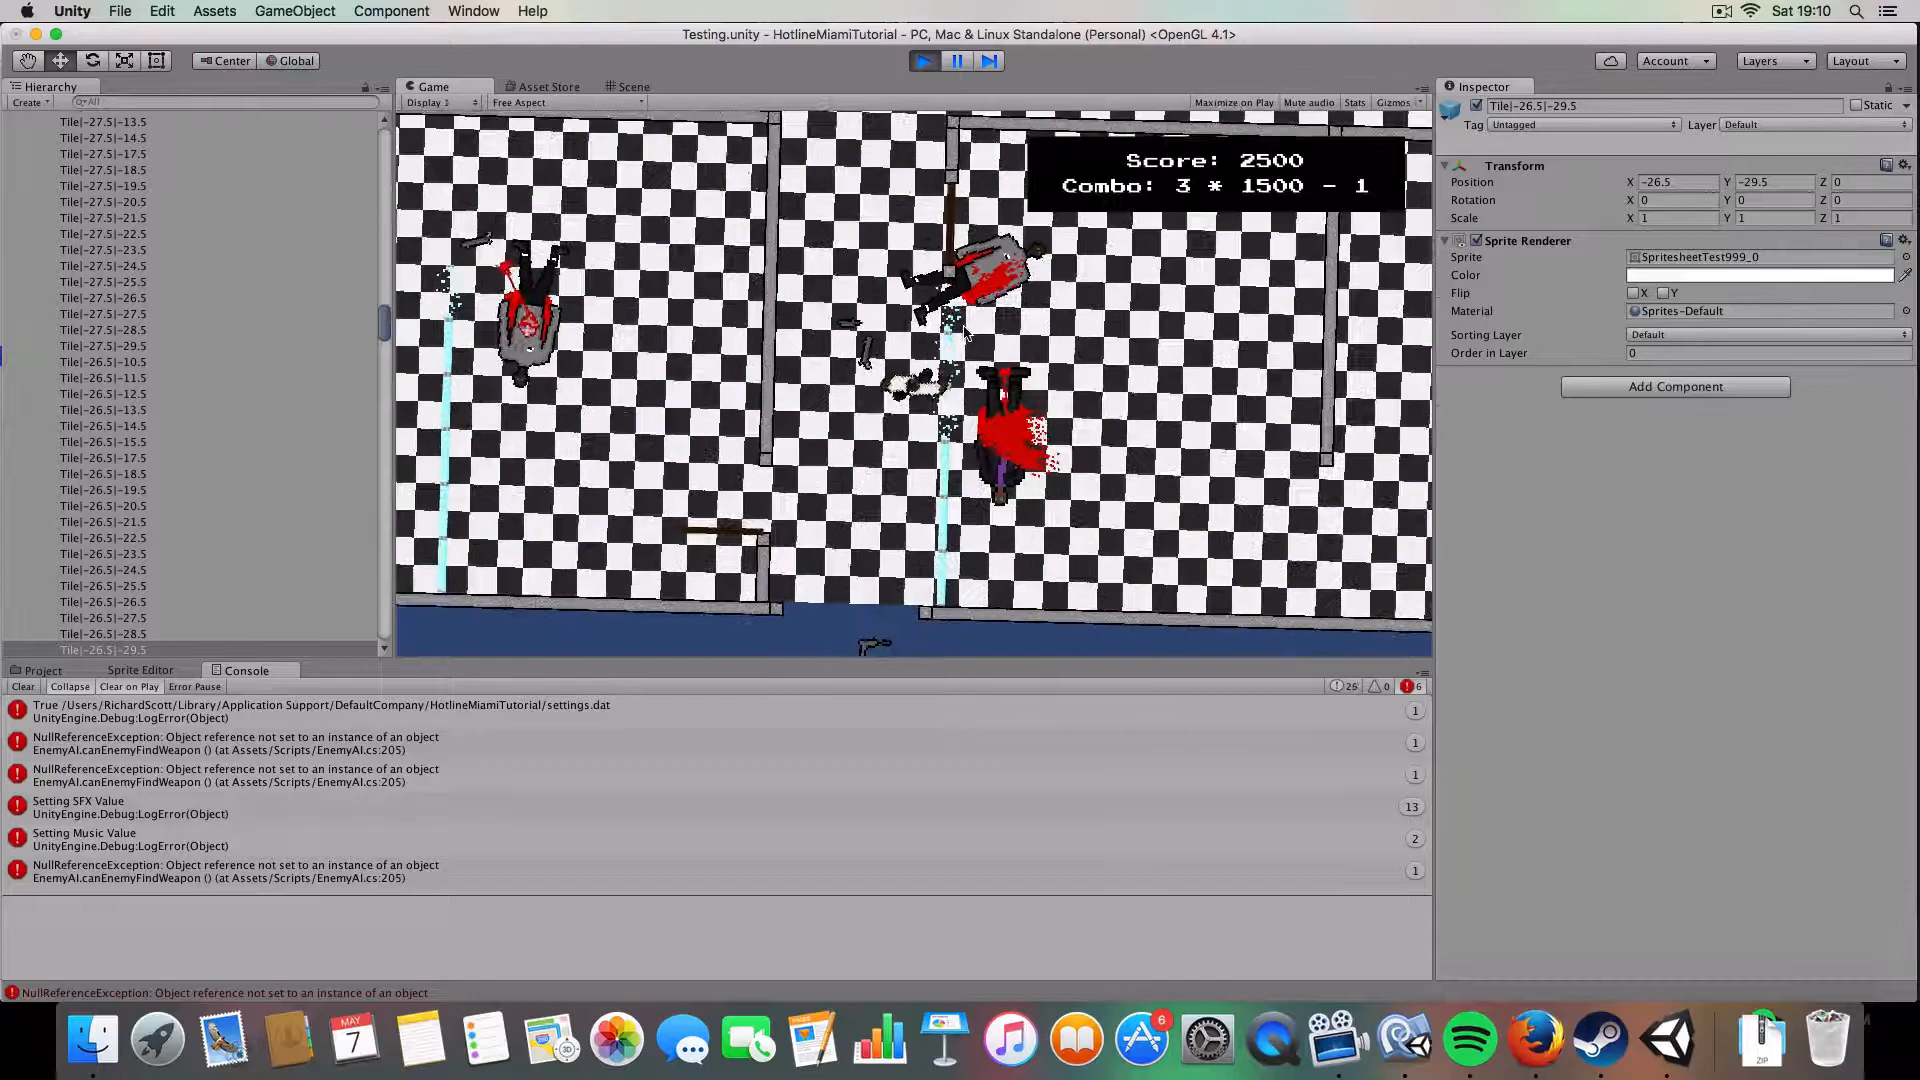 Unity File Edit Assets GameObject Component Window Help Sat 19:10
Testing.unity - HotlineMiamiTutorial - PC, Mac & Linux Standalone (Personal) <OpenGL 4.1>
Center Global Account Layers Layout
Hierarchy
Create All
Tile|-27.5|-13.5
Tile|-27.5|-14.5
Tile|-27.5|-17.5
Tile|-27.5|-18.5
Tile|-27.5|-19.5
Tile|-27.5|-20.5
Tile|-27.5|-21.5
Tile|-27.5|-22.5
Tile|-27.5|-23.5
Tile|-27.5|-24.5
Tile|-27.5|-25.5
Tile|-27.5|-26.5
Tile|-27.5|-27.5
Tile|-27.5|-28.5
Tile|-27.5|-29.5
Tile|-26.5|-10.5
Tile|-26.5|-11.5
Tile|-26.5|-12.5
Tile|-26.5|-13.5
Tile|-26.5|-14.5
Tile|-26.5|-15.5
Tile|-26.5|-17.5
Tile|-26.5|-18.5
Tile|-26.5|-19.5
Tile|-26.5|-20.5
Tile|-26.5|-21.5
Tile|-26.5|-22.5
Tile|-26.5|-23.5
Tile|-26.5|-24.5
Tile|-26.5|-25.5
Tile|-26.5|-26.5
Tile|-26.5|-27.5
Tile|-26.5|-28.5
Tile|-26.5|-29.5
Game Asset Store Scene
Display 1 Free Aspect Maximize on Play Mute audio Stats Gizmos
Score: 2500
Combo: 3 * 1500 - 1
Inspector
Tile|-26.5|-29.5 Static
Tag Untagged Layer Default
Transform
Position X -26.5 Y -29.5 Z 0
Rotation X 0 Y 0 Z 0
Scale X 1 Y 1 Z 1
Sprite Renderer
Sprite SpritesheetTest999_0
Color
Flip X Y
Material Sprites-Default
Sorting Layer Default
Order in Layer 0
Add Component
Project Sprite Editor Console
Clear Collapse Clear on Play Error Pause 26 0 6
True /Users/RichardScott/Library/Application Support/DefaultCompany/HotlineMiamiTutorial/settings.dat
UnityEngine.Debug:LogError(Object) 1
NullReferenceException: Object reference not set to an instance of an object
EnemyAI.canEnemyFindWeapon () (at Assets/Scripts/EnemyAI.cs:205) 1
NullReferenceException: Object reference not set to an instance of an object
EnemyAI.canEnemyFindWeapon () (at Assets/Scripts/EnemyAI.cs:205) 1
Setting SFX Value
UnityEngine.Debug:LogError(Object) 13
Setting Music Value
UnityEngine.Debug:LogError(Object) 2
NullReferenceException: Object reference not set to an instance of an object
EnemyAI.canEnemyFindWeapon () (at Assets/Scripts/EnemyAI.cs:205) 1
NullReferenceException: Object reference not set to an instance of an object
MAY
7
6
ZIP